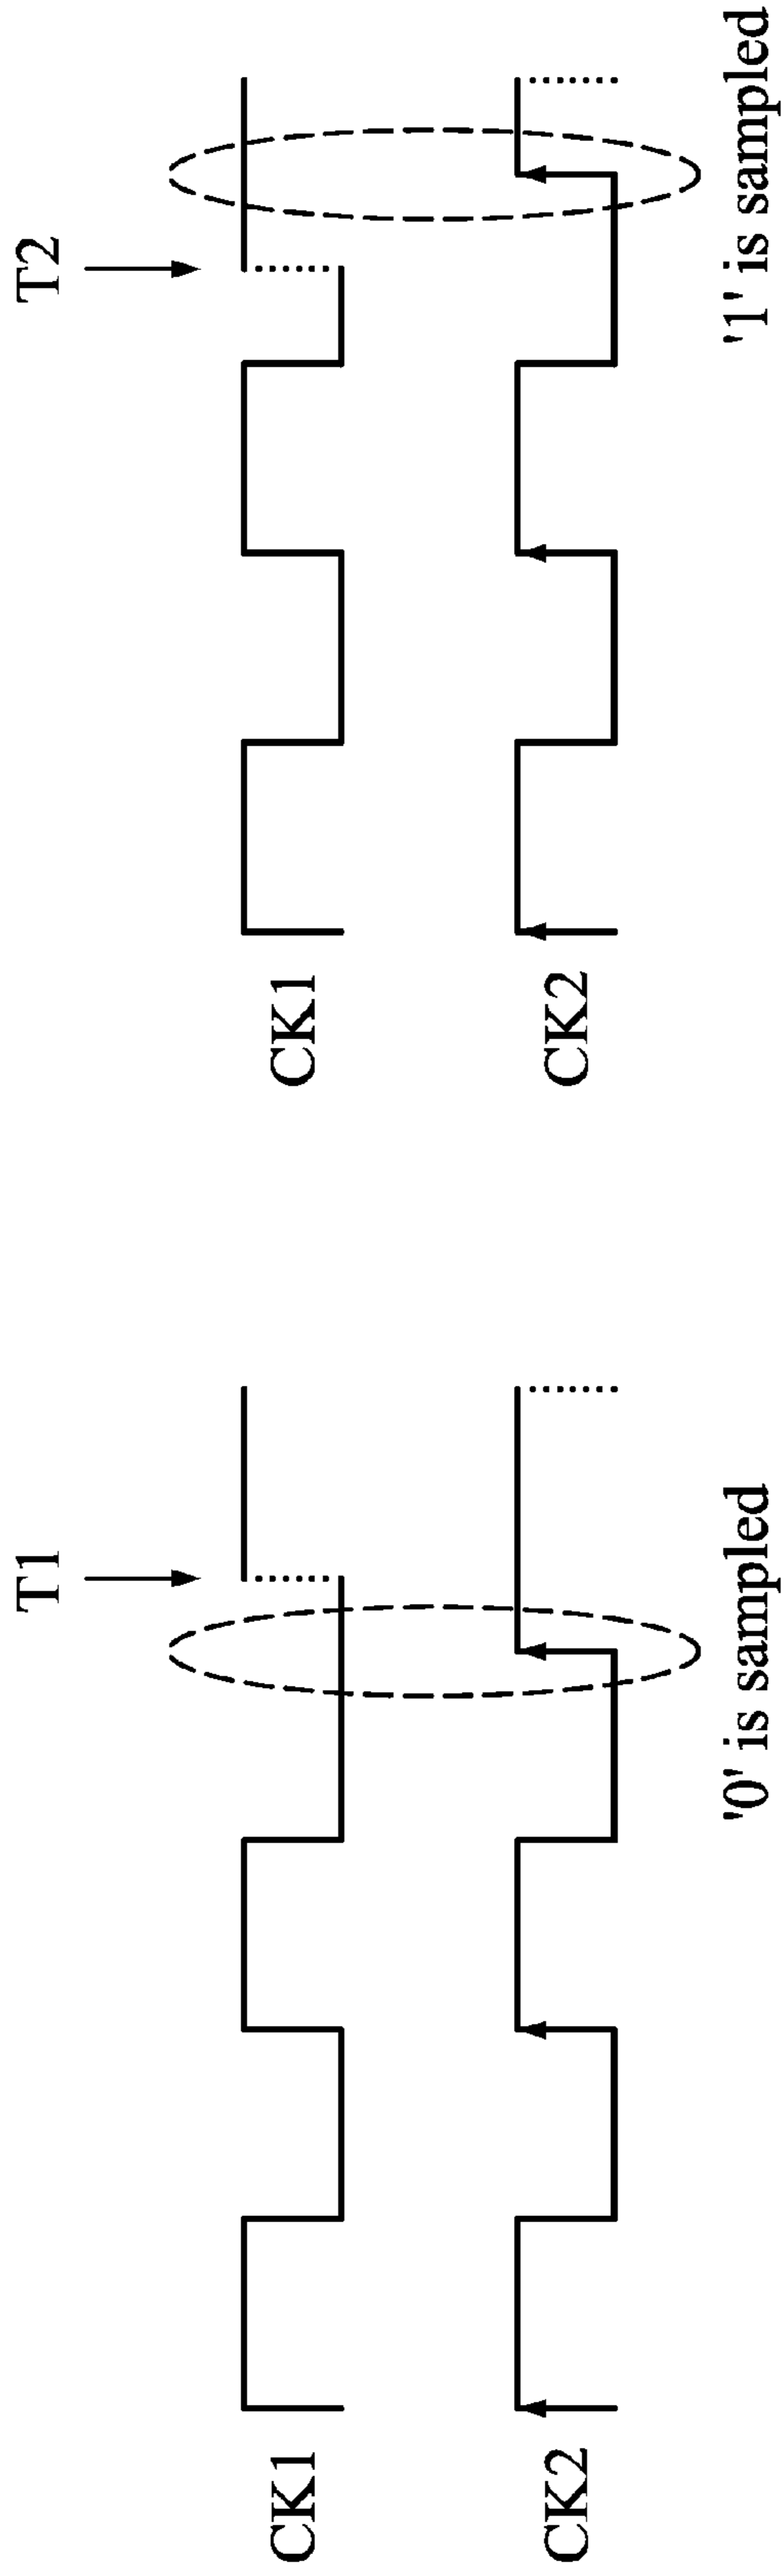 T1
CK1
CK2
'0' is sampled
T2
CK1
CK2
'1' is sampled